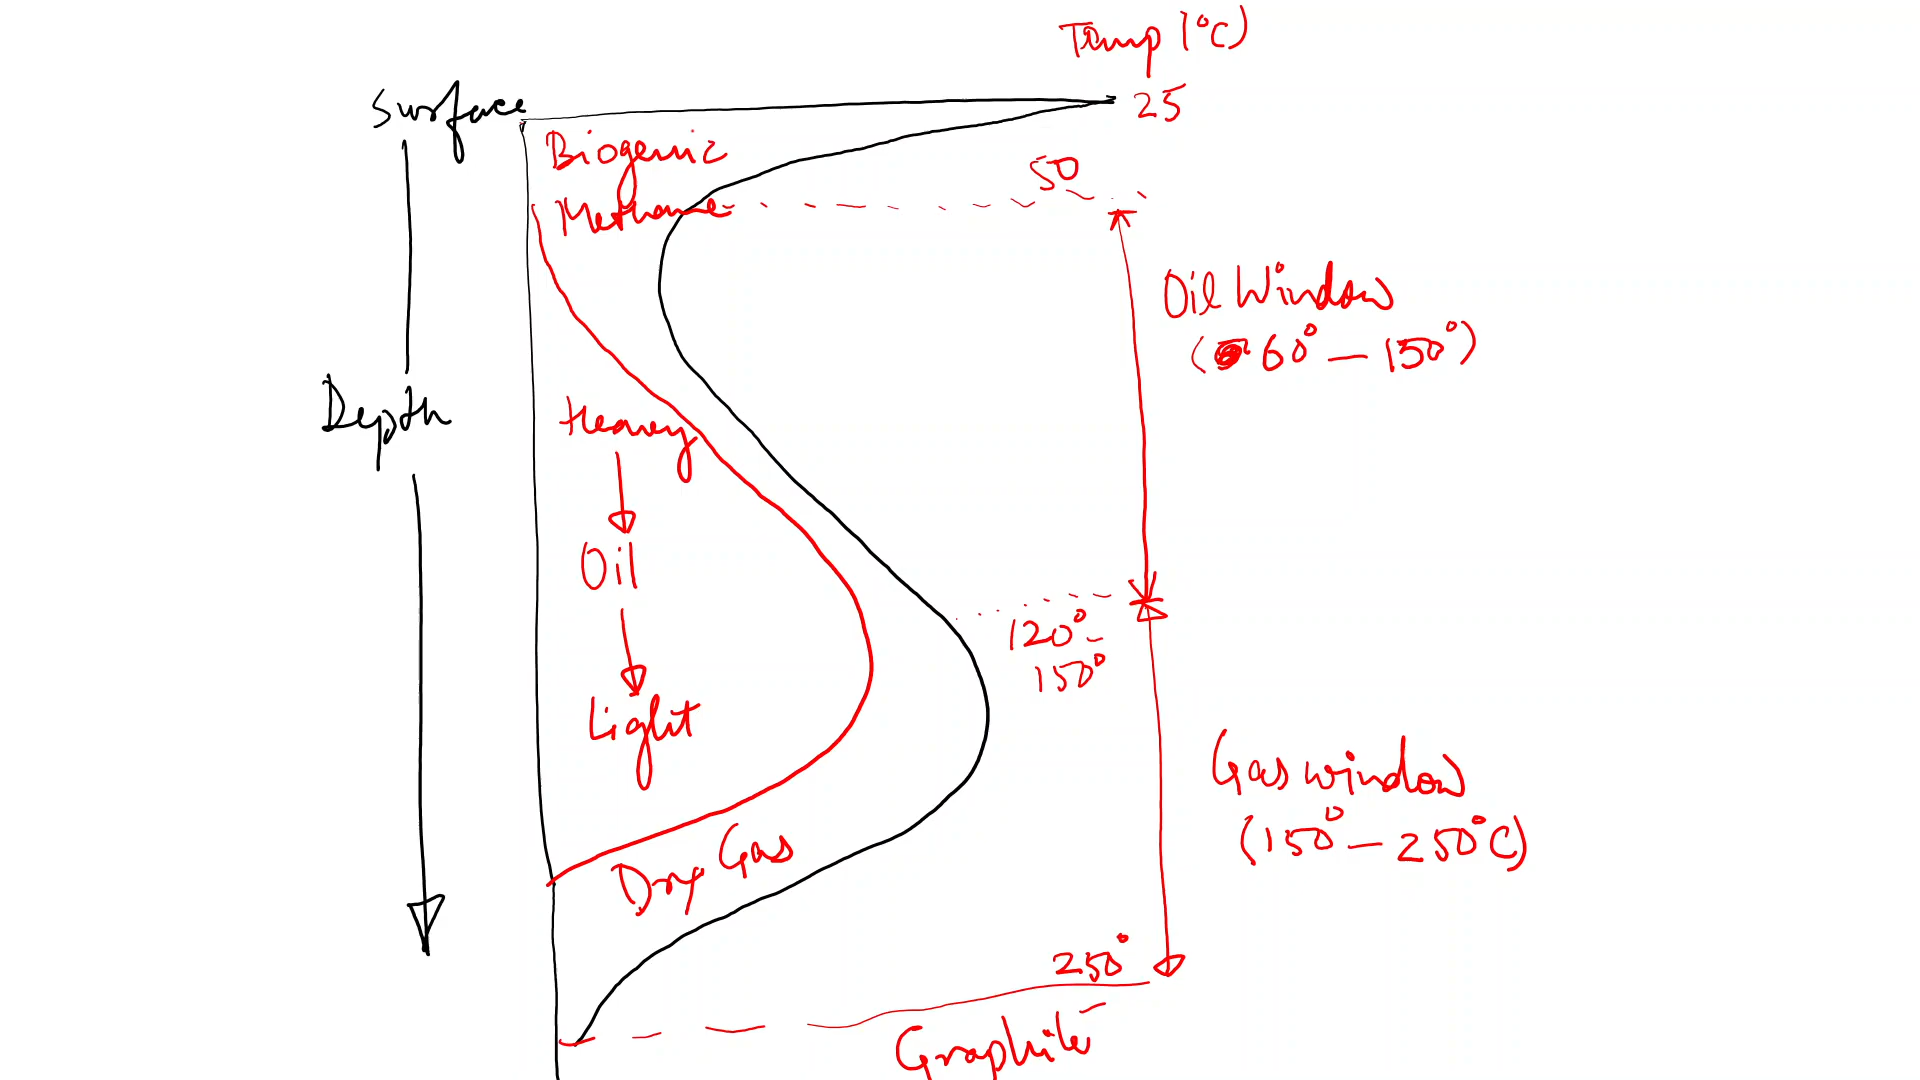 Temp (°C)
Surface
25
Biogenic
50
Methane
Oil Window
(60° – 150°)
Depth
Heavy
Oil
120° –
150°
Light
Gas window
(150° – 250°C)
Dry Gas
250°
Graphite